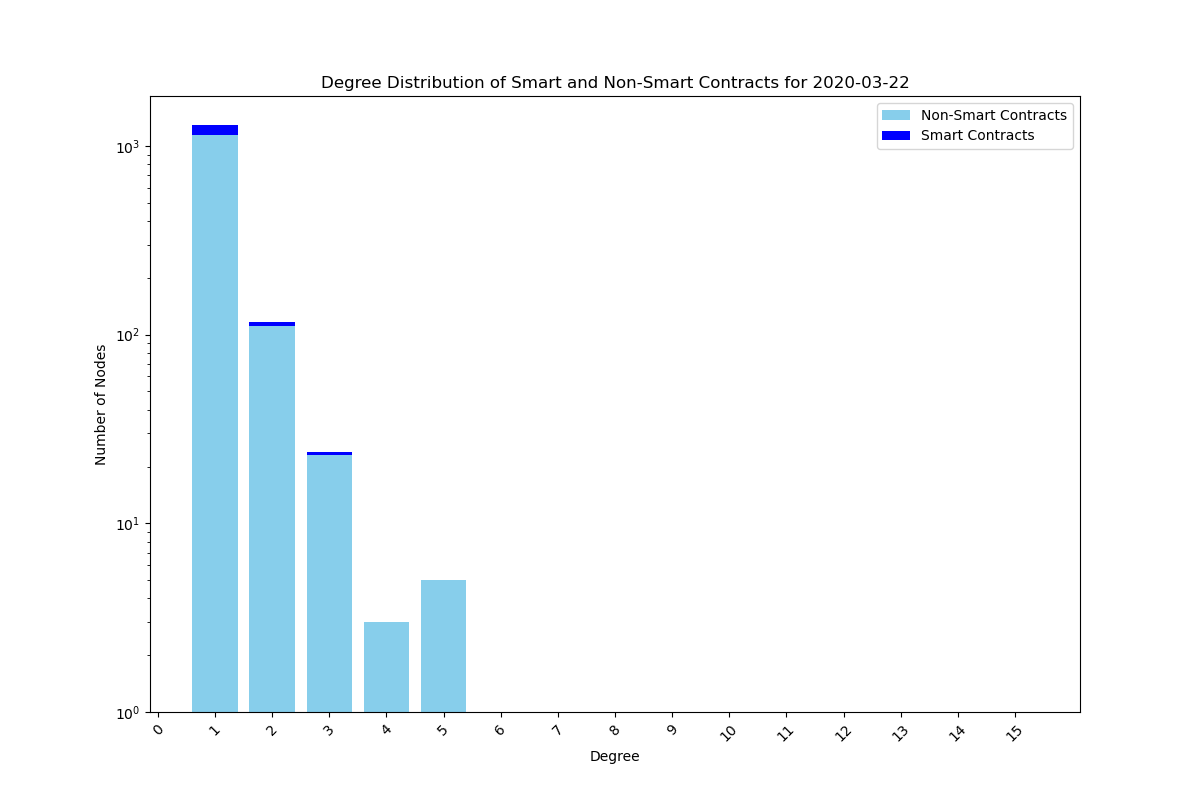 Degree Distribution of Smart and Non-Smart Contracts for 2020-03-22
Non-Smart Contracts
Smart Contracts
Number of Nodes
10³
10²
10¹
10⁰
0 1 2 3 4 5 6 7 8 9 10 11 12 13 14 15
Degree